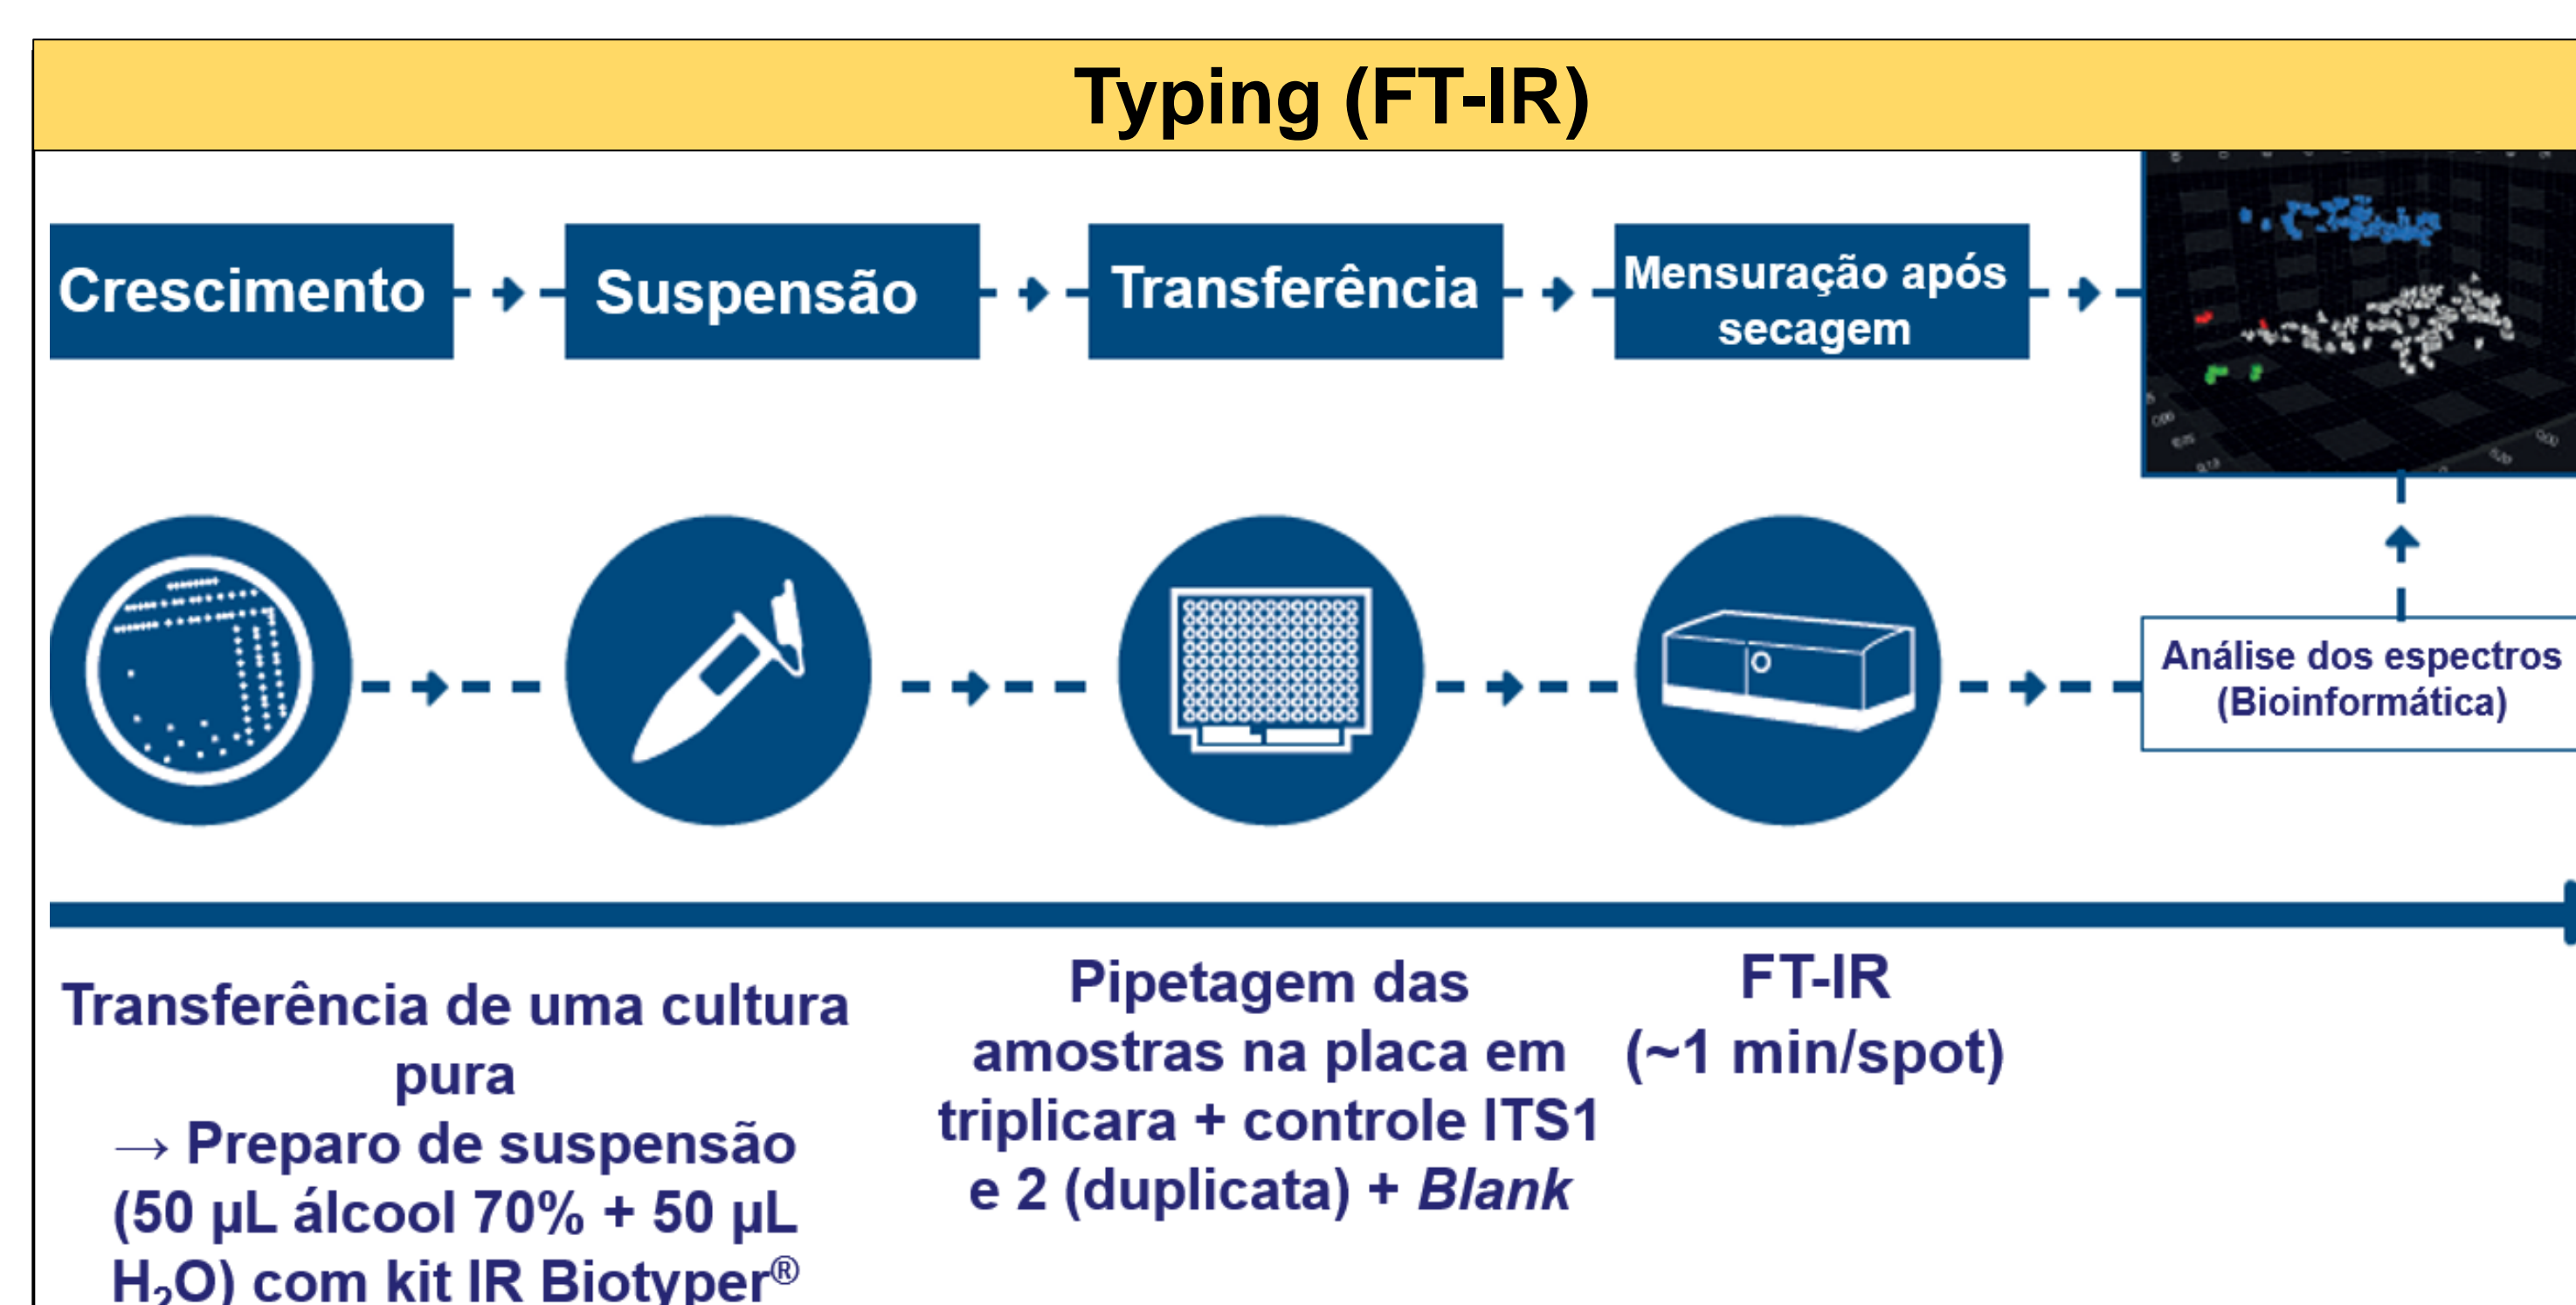 Typing (FT-IR)
Crescimento
Suspensão
Transferência
Mensuração após
secagem
Análise dos espectros
(Bioinformática)
Transferência de uma cultura
pura
→ Preparo de suspensão
(50 µL álcool 70% + 50 µL
H₂O) com kit IR Biotyper®
Pipetagem das
amostras na placa em
triplicara + controle ITS1
e 2 (duplicata) + Blank
FT-IR
(~1 min/spot)